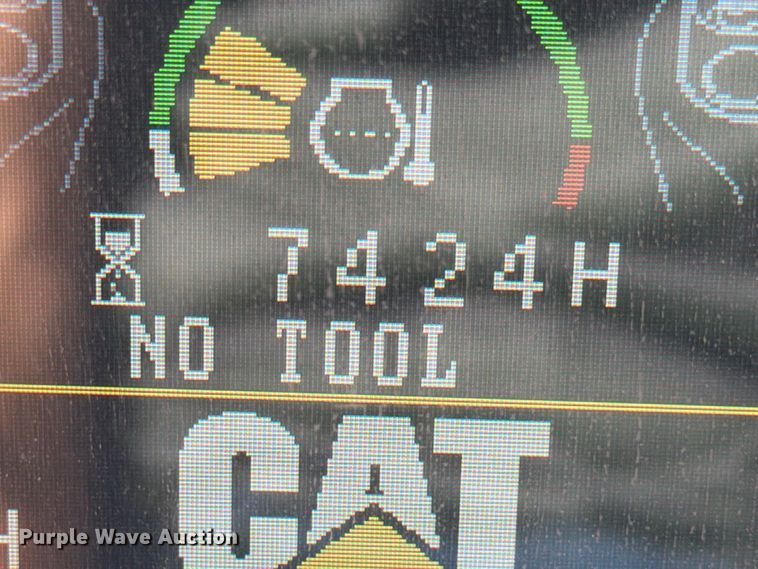 7424H
NO TOOL
CAT
H
Purple Wave Auction